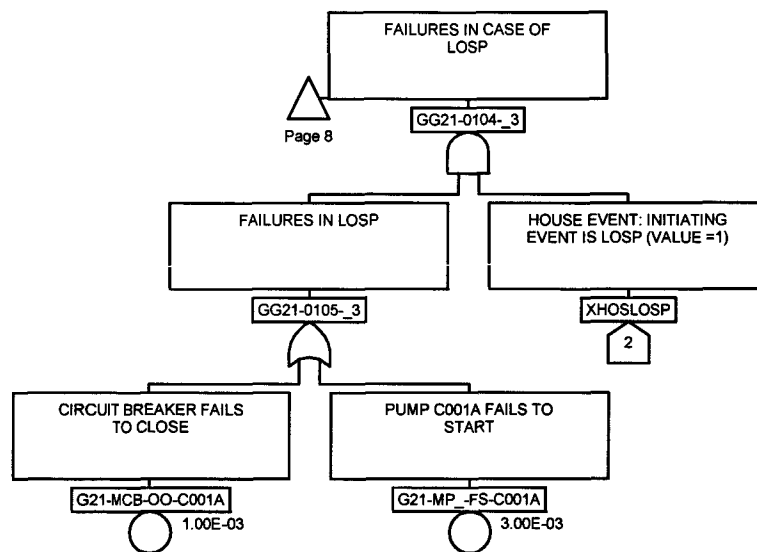 FAILURES IN CASE OF
LOSP
Page 8
GG21-0104-_3
FAILURES IN LOSP
HOUSE EVENT: INITIATING
EVENT IS LOSP (VALUE =1)
GG21-0105-_3
XHOSLOSP
2
CIRCUIT BREAKER FAILS
TO CLOSE
PUMP C001A FAILS TO
START
G21-MCB-OO-C001A
G21-MP_-FS-C001A
1.00E-03
3.00E-03